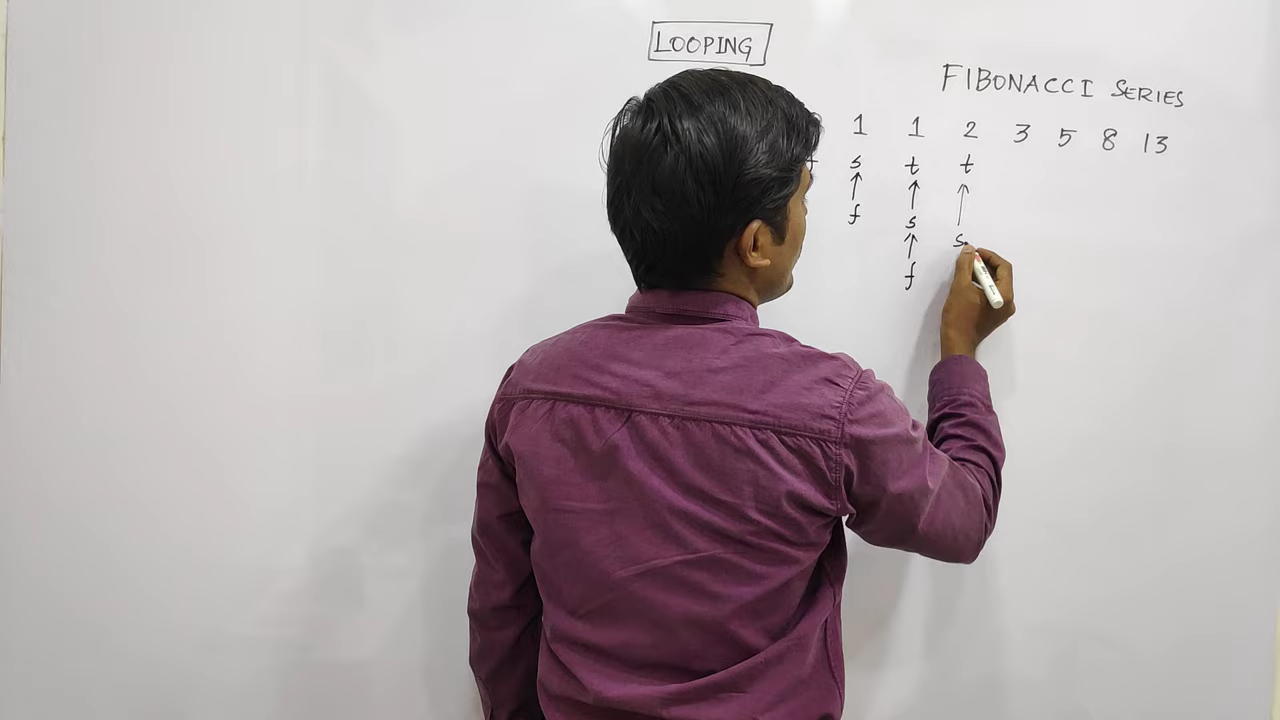 LOOPING
FIBONACCI SERIES
1 1 2 3 5 8 13
f s t t
↑ ↑ ↑
f s s
↑
f